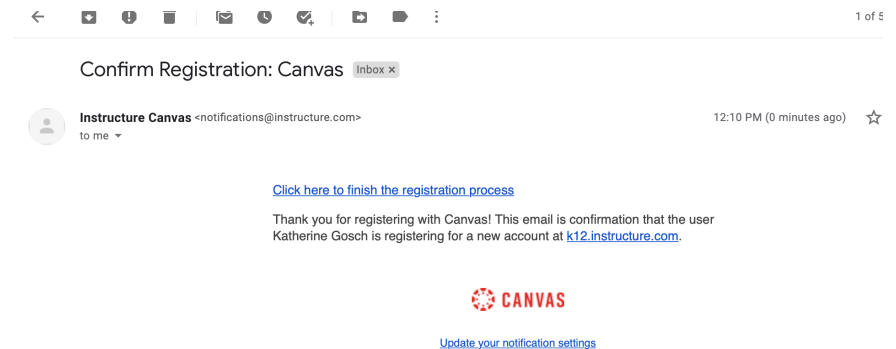 1 of 5
Confirm Registration: Canvas Inbox x
Instructure Canvas <notifications@instructure.com> 12:10 PM (0 minutes ago)
to me
Click here to finish the registration process
Thank you for registering with Canvas! This email is confirmation that the user
Katherine Gosch is registering for a new account at k12.instructure.com.
CANVAS
Update your notification settings